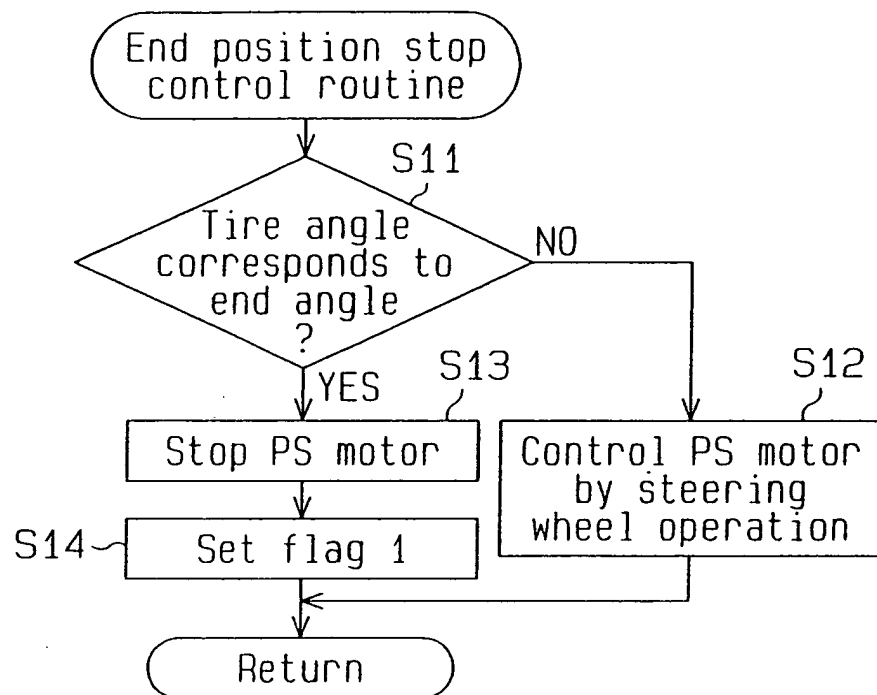 End position stop
control routine
S11
Tire angle
corresponds to
end angle
?
NO
YES
S13
S12
Stop PS motor
Control PS motor
by steering
wheel operation
S14
Set flag 1
Return